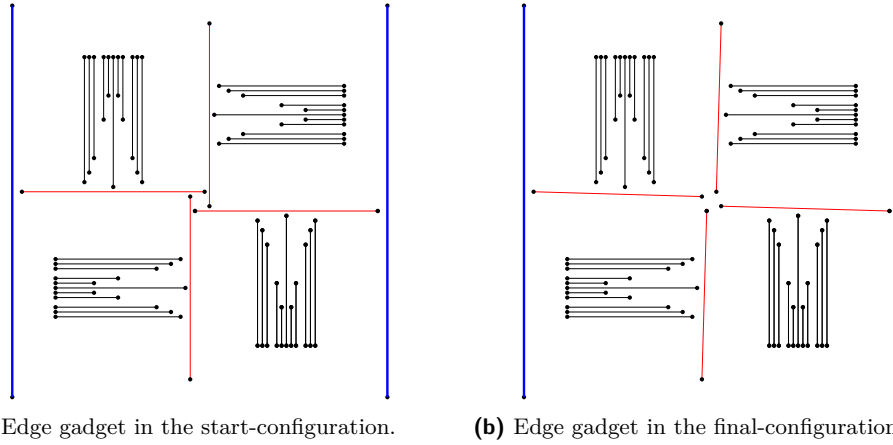 Edge gadget in the start-configuration.
(b) Edge gadget in the final-configuration